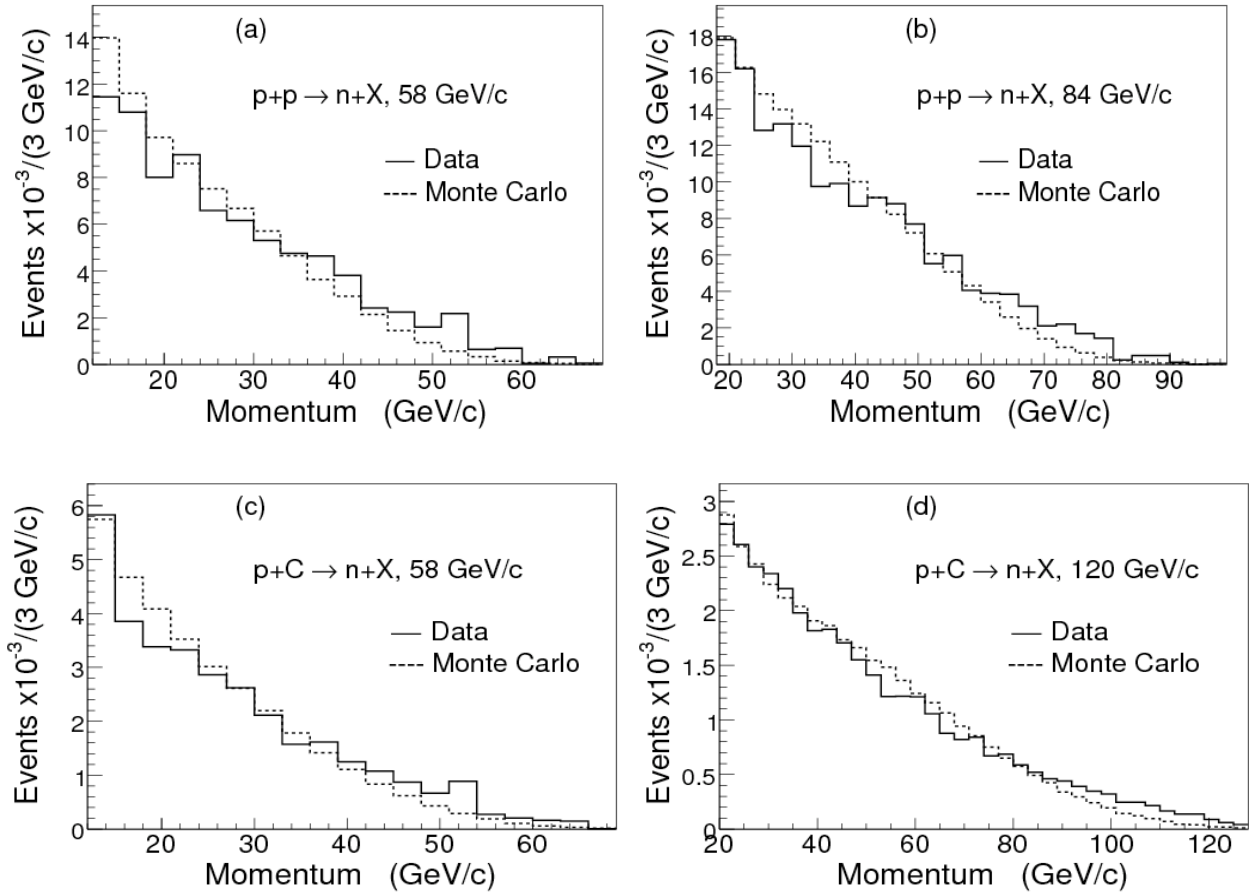 (a)
p+p → n+X, 58 GeV/c
Data
Monte Carlo
Events x10⁻³/(3 GeV/c)
14
12
10
8
6
4
2
0
20 30 40 50 60
Momentum (GeV/c)
(b)
p+p → n+X, 84 GeV/c
Data
Monte Carlo
Events x10⁻³/(3 GeV/c)
18
16
14
12
10
8
6
4
2
0
20 30 40 50 60 70 80 90
Momentum (GeV/c)
(c)
p+C → n+X, 58 GeV/c
Data
Monte Carlo
Events x10⁻³/(3 GeV/c)
6
5
4
3
2
1
0
20 30 40 50 60
Momentum (GeV/c)
(d)
p+C → n+X, 120 GeV/c
Data
Monte Carlo
Events x10⁻³/(3 GeV/c)
3
2.5
2
1.5
1
0.5
0
20 40 60 80 100 120
Momentum (GeV/c)